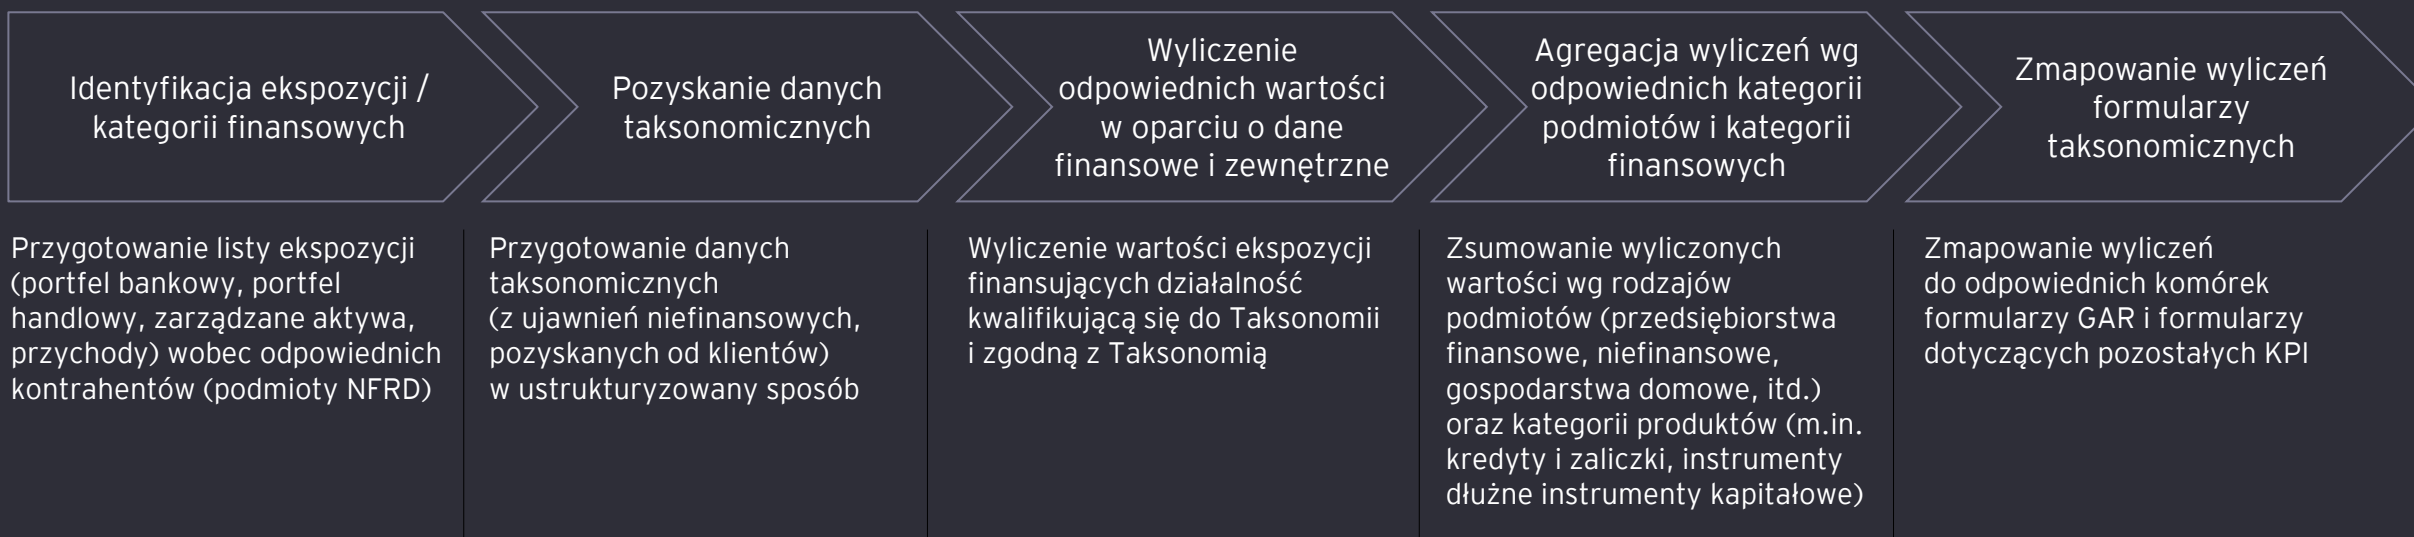 Identyfikacja ekspozycji /
kategorii finansowych
Pozyskanie danych
taksonomicznych
Wyliczenie
odpowiednich wartości
w oparciu o dane
finansowe i zewnętrzne
Agregacja wyliczeń wg
odpowiednich kategorii
podmiotów i kategorii
finansowych
Zmapowanie wyliczeń
formularzy
taksonomicznych
Przygotowanie listy ekspozycji
(portfel bankowy, portfel
handlowy, zarządzane aktywa,
przychody) wobec odpowiednich
kontrahentów (podmioty NFRD)
Przygotowanie danych
taksonomicznych
(z ujawnień niefinansowych,
pozyskanych od klientów)
w ustrukturyzowany sposób
Wyliczenie wartości ekspozycji
finansujących działalność
kwalifikującą się do Taksonomii
i zgodną z Taksonomią
Zsumowanie wyliczonych
wartości wg rodzajów
podmiotów (przedsiębiorstwa
finansowe, niefinansowe,
gospodarstwa domowe, itd.)
oraz kategorii produktów (m.in.
kredyty i zaliczki, instrumenty
dłużne instrumenty kapitałowe)
Zmapowanie wyliczeń
do odpowiednich komórek
formularzy GAR i formularzy
dotyczących pozostałych KPI